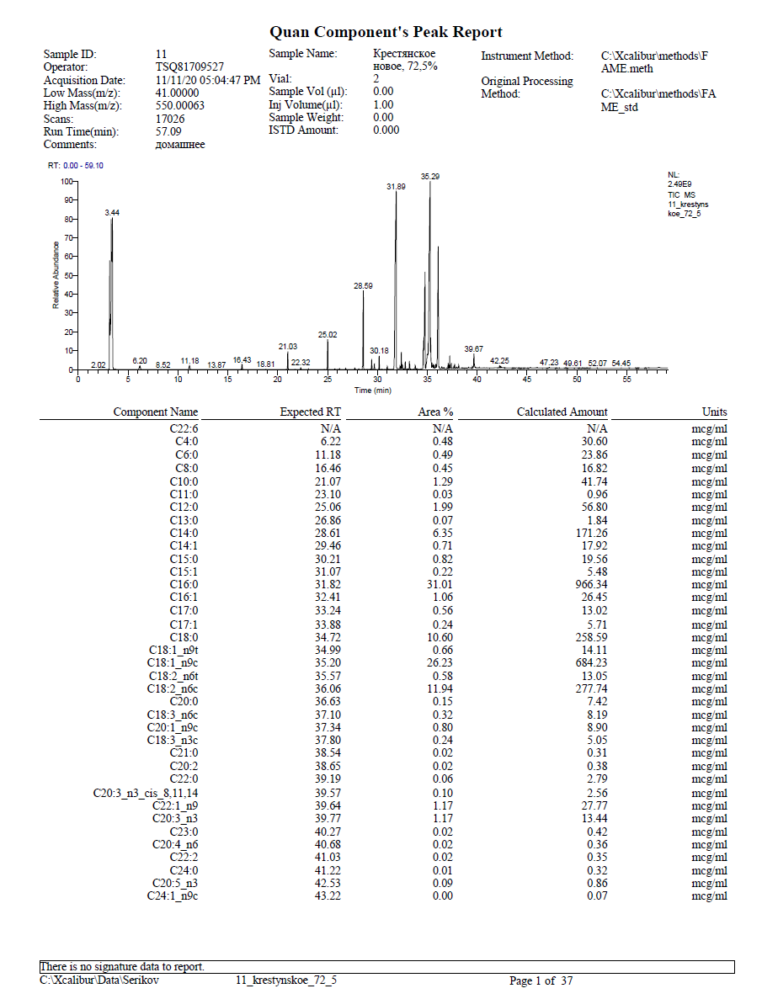 Quan Component's Peak Report
Sample ID: 11
Operator: TSQ81709527
Acquisition Date: 11/11/20 05:04:47 PM
Low Mass(m/z): 41.00000
High Mass(m/z): 550.00063
Scans: 17026
Run Time(min): 57.09
Comments: домашнее
Sample Name: Крестянское
новое, 72,5%
Vial: 2
Sample Vol (µl): 0.00
Inj Volume(µl): 1.00
Sample Weight: 0.00
ISTD Amount: 0.000
Instrument Method: C:\Xcalibur\methods\F
AME.meth
Original Processing
Method: C:\Xcalibur\methods\FA
ME_std
RT: 0.00 - 59.10
NL:
2.49E9
TIC MS
11_krestyns
koe_72_5
Relative Abundance
100
90
80
70
60
50
40
30
20
10
0
2.02 3.44 6.20 8.52 11.18 13.87 16.43 18.81 21.03 22.32 25.02 28.59 30.18 31.89 35.29 39.67 42.25 47.23 49.61 52.07 54.45
0 5 10 15 20 25 30 35 40 45 50 55
Time (min)
Component Name Expected RT Area % Calculated Amount Units
C22:6 N/A N/A N/A mcg/ml
C4:0 6.22 0.48 30.60 mcg/ml
C6:0 11.18 0.49 23.86 mcg/ml
C8:0 16.46 0.45 16.82 mcg/ml
C10:0 21.07 1.29 41.74 mcg/ml
C11:0 23.10 0.03 0.96 mcg/ml
C12:0 25.06 1.99 56.80 mcg/ml
C13:0 26.86 0.07 1.84 mcg/ml
C14:0 28.61 6.35 171.26 mcg/ml
C14:1 29.46 0.71 17.92 mcg/ml
C15:0 30.21 0.82 19.56 mcg/ml
C15:1 31.07 0.22 5.48 mcg/ml
C16:0 31.82 31.01 966.34 mcg/ml
C16:1 32.41 1.06 26.45 mcg/ml
C17:0 33.24 0.56 13.02 mcg/ml
C17:1 33.88 0.24 5.71 mcg/ml
C18:0 34.72 10.60 258.59 mcg/ml
C18:1_n9t 34.99 0.66 14.11 mcg/ml
C18:1_n9c 35.20 26.23 684.23 mcg/ml
C18:2_n6t 35.57 0.58 13.05 mcg/ml
C18:2_n6c 36.06 11.94 277.74 mcg/ml
C20:0 36.63 0.15 7.42 mcg/ml
C18:3_n6c 37.10 0.32 8.19 mcg/ml
C20:1_n9c 37.34 0.80 8.90 mcg/ml
C18:3_n3c 37.80 0.24 5.05 mcg/ml
C21:0 38.54 0.02 0.31 mcg/ml
C20:2 38.65 0.02 0.38 mcg/ml
C22:0 39.19 0.06 2.79 mcg/ml
C20:3_n3_cis_8,11,14 39.57 0.10 2.56 mcg/ml
C22:1_n9 39.64 1.17 27.77 mcg/ml
C20:3_n3 39.77 1.17 13.44 mcg/ml
C23:0 40.27 0.02 0.42 mcg/ml
C20:4_n6 40.68 0.02 0.36 mcg/ml
C22:2 41.03 0.02 0.35 mcg/ml
C24:0 41.22 0.01 0.32 mcg/ml
C20:5_n3 42.53 0.09 0.86 mcg/ml
C24:1_n9c 43.22 0.00 0.07 mcg/ml
There is no signature data to report.
C:\Xcalibur\Data\Serikov 11_krestynskoe_72_5 Page 1 of 37